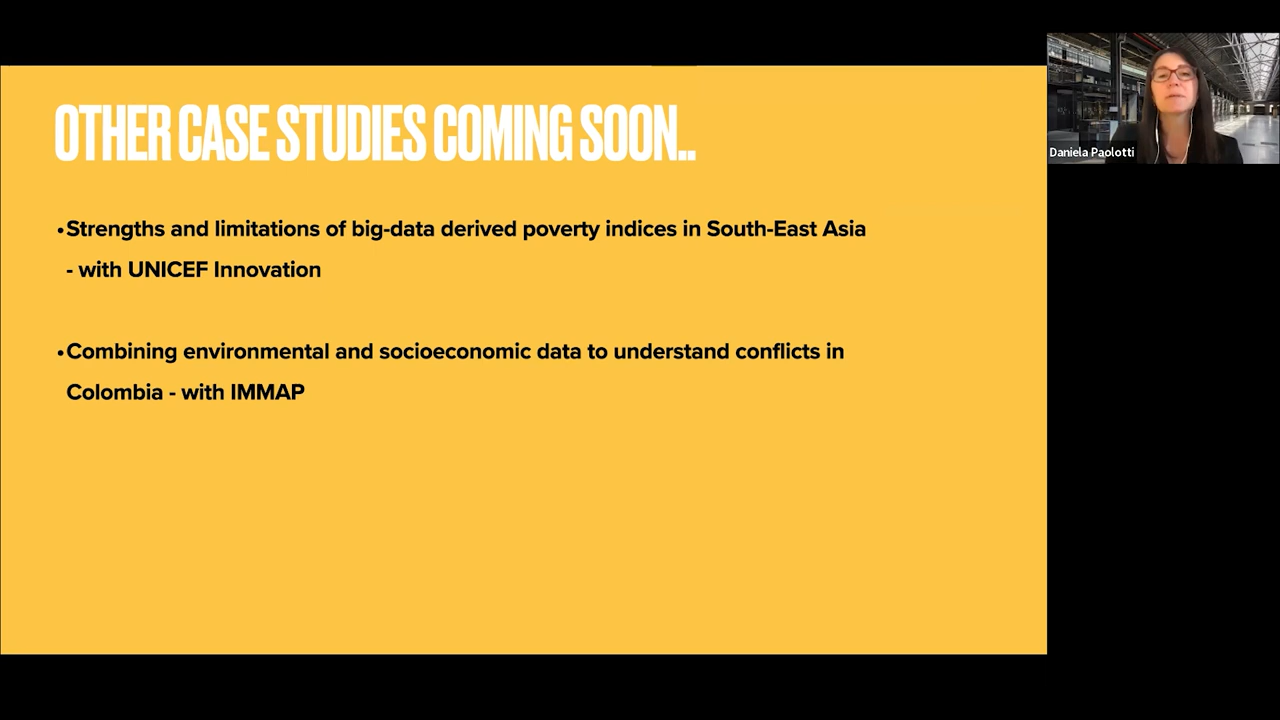 OTHER CASE STUDIES COMING SOON..
•Strengths and limitations of big-data derived poverty indices in South-East Asia
- with UNICEF Innovation
•Combining environmental and socioeconomic data to understand conflicts in
Colombia - with IMMAP
Daniela Paolotti